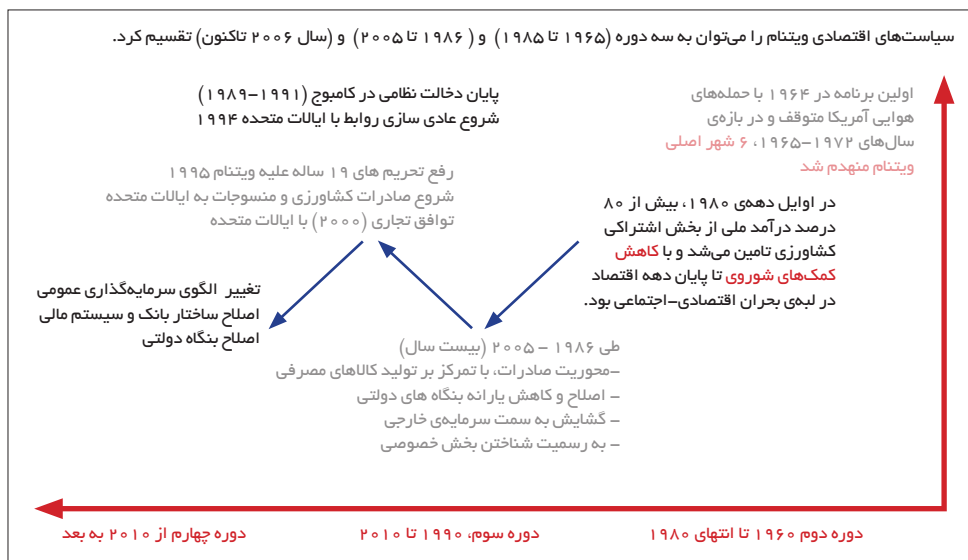 سیاست‌های اقتصادی ویتنام را می‌توان به سه دوره (۱۹۶۵ تا ۱۹۸۵) و ( ۱۹۸۶ تا ۲۰۰۵) و (سال ۲۰۰۶ تاکنون) تقسیم کرد.
اولین برنامه در ۱۹۶۴ با حمله‌های
هوایی آمریکا متوقف و در بازه‌ی
سال‌های ۱۹۷۲–۱۹۶۵، ۶ شهر اصلی
ویتنام منهدم شد
در اوایل دهه‌ی ۱۹۸۰، بیش از ۸۰
درصد درآمد ملی از بخش اشتراکی
کشاورزی تامین می‌شد و با کاهش
کمک‌های شوروی تا پایان دهه اقتصاد
در لبه‌ی بحران اقتصادی–اجتماعی بود.
پایان دخالت نظامی در کامبوج (۱۹۹۱–۱۹۸۹)
شروع عادی سازی روابط با ایالات متحده ۱۹۹۴
رفع تحریم های ۱۹ ساله علیه ویتنام ۱۹۹۵
شروع صادرات کشاورزی و منسوجات به ایالات متحده
توافق تجاری (۲۰۰۰) با ایالات متحده
طی ۱۹۸۶ – ۲۰۰۵ (بیست سال)
–محوریت صادرات، با تمرکز بر تولید کالاهای مصرفی
– اصلاح و کاهش یارانه بنگاه های دولتی
– گشایش به سمت سرمایه‌ی خارجی
– به رسمیت شناختن بخش خصوصی
تغییر الگوی سرمایه‌گذاری عمومی
اصلاح ساختار بانک و سیستم مالی
اصلاح بنگاه دولتی
دوره دوم ۱۹۶۰ تا انتهای ۱۹۸۰
دوره سوم، ۱۹۹۰ تا ۲۰۱۰
دوره چهارم از ۲۰۱۰ به بعد